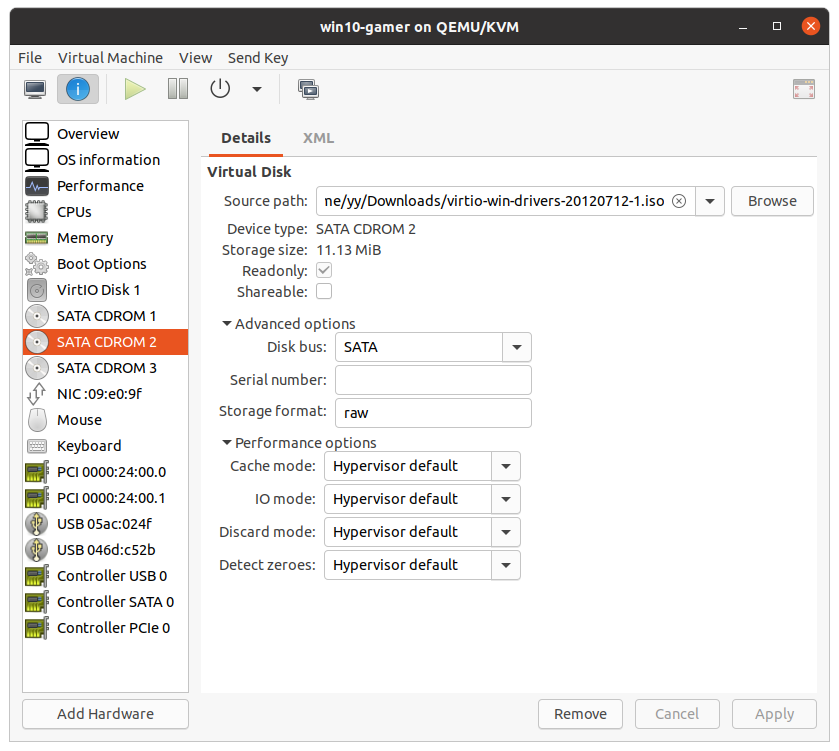 win10-gamer on QEMU/KVM
File Virtual Machine View Send Key
Overview
OS information
Performance
CPUs
Memory
Boot Options
VirtIO Disk 1
SATA CDROM 1
SATA CDROM 2
SATA CDROM 3
NIC :09:e0:9f
Mouse
Keyboard
PCI 0000:24:00.0
PCI 0000:24:00.1
USB 05ac:024f
USB 046d:c52b
Controller USB 0
Controller SATA 0
Controller PCIe 0
Add Hardware
Details XML
Virtual Disk
Source path: ne/yy/Downloads/virtio-win-drivers-20120712-1.iso Browse
Device type: SATA CDROM 2
Storage size: 11.13 MiB
Readonly:
Shareable:
Advanced options
Disk bus: SATA
Serial number:
Storage format: raw
Performance options
Cache mode: Hypervisor default
IO mode: Hypervisor default
Discard mode: Hypervisor default
Detect zeroes: Hypervisor default
Remove Cancel Apply